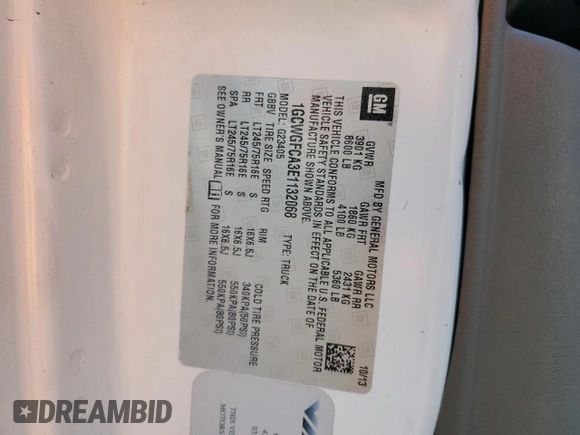 GM
MFD BY GENERAL MOTORS LLC
10/13
GVWR GAWR FRT GAWR RR
3901 KG 1860 KG 2431 KG
8600 LB 4100 LB 5360 LB
THIS VEHICLE CONFORMS TO ALL APPLICABLE U.S. FEDERAL MOTOR
VEHICLE SAFETY STANDARDS IN EFFECT ON THE DATE OF
MANUFACTURE SHOWN ABOVE.
1GCWGFCA3E1132068 TYPE: TRUCK
MODEL: G23405
GBBV TIRE SIZE SPEED RTG RIM COLD TIRE PRESSURE
FRT LT245/75R16E S 16X6.5J 340KPA(50PSI)
RR LT245/75R16E S 16X6.5J 550KPA(80PSI)
SPA LT245/75R16E S 16X6.5J 550KPA(80PSI)
SEE OWNER'S MANUAL FOR MORE INFORMATION.
THIS VE
MOTORS
DREAMBID